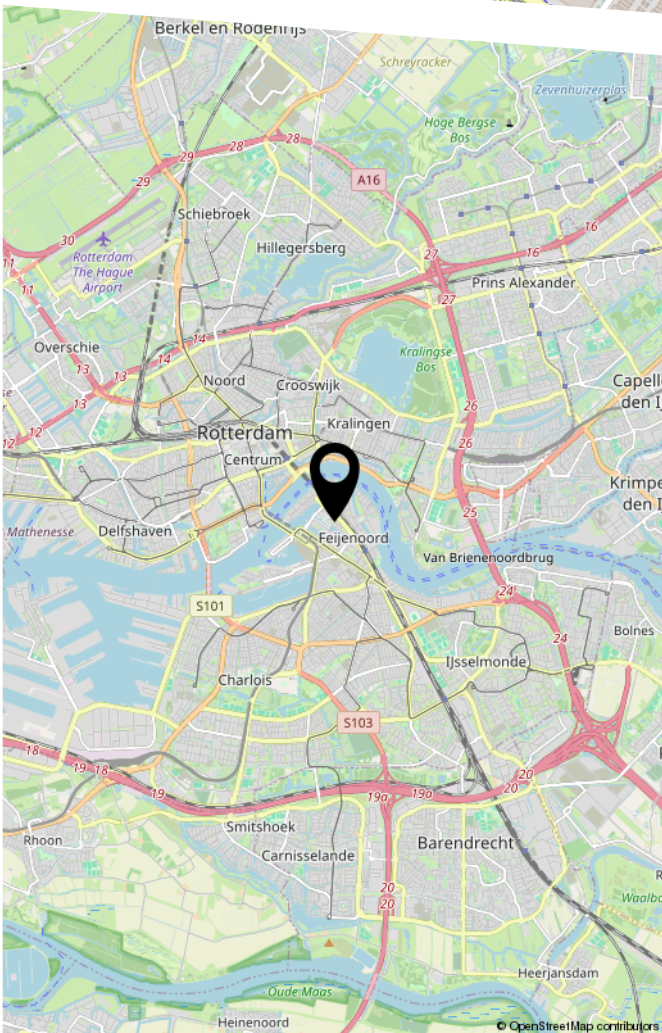 Berkel en Rodenrijs
Schreyracker
Zevenhuizerplas
Hoge Bergse
Bos
28
28
29
29
A16
Schiebroek
30
16
16
Rotterdam
The Hague
Airport
Hillegersberg
27
11
11
27
Prins Alexander
14
14
Overschie
Kralingse
Bos
13
13
Noord
Crooswijk
Capell
den I
26
12
12
Rotterdam
Kralingen
26
Centrum
Krimpe
den I
25
Mathenesse
Delfshaven
Feijenoord
Van Brienenoordbrug
24
S101
24
Bolnes
IJsselmonde
Charlois
S103
18
19
18
20
20
19
19a
19a
Smitshoek
Rhoon
Barendrecht
Carnisselande
20
20
Waalbo
Heerjansdam
Oude Maas
Heinenoord
© OpenStreetMap contributors